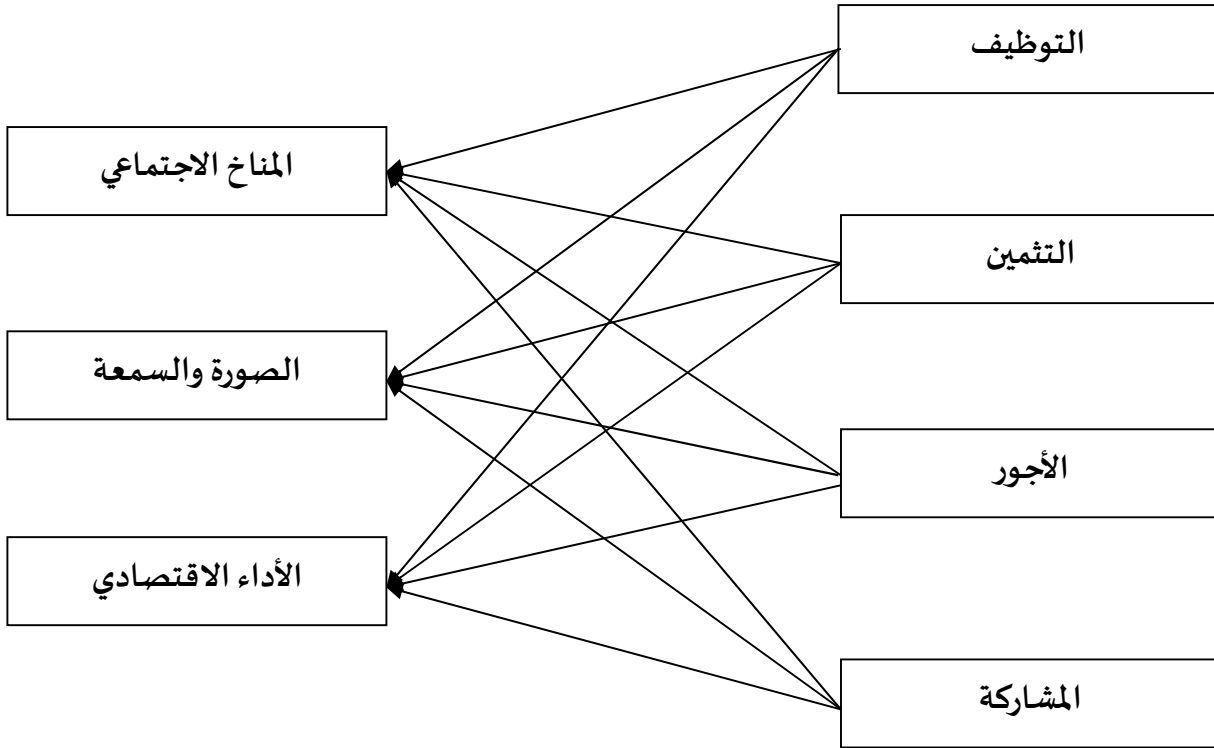 التوظيف
المناخ الاجتماعي
التثمين
الصورة والسمعة
الأجور
الأداء الاقتصادي
المشاركة